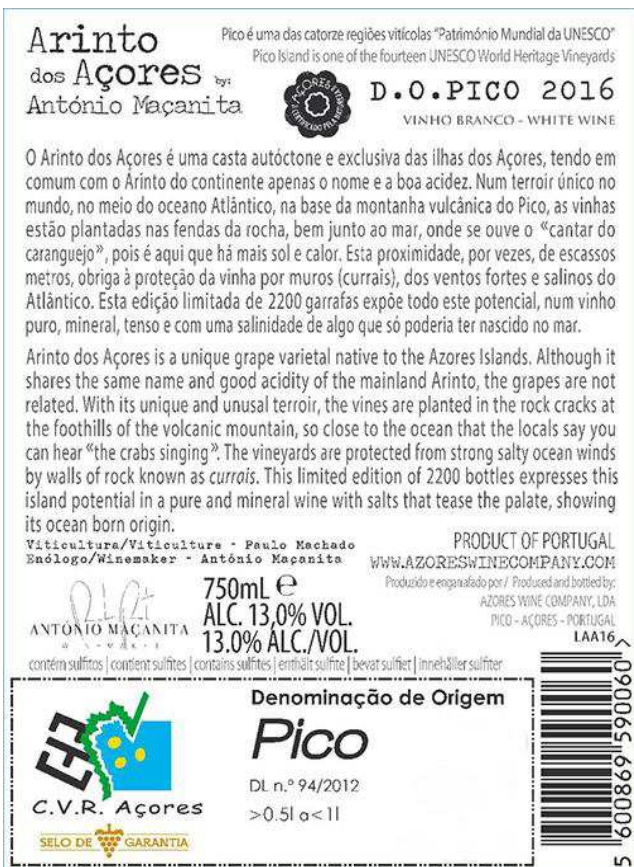 Arinto
dos Açores by:
António Maçanita
Pico é uma das catorze regiões vitícolas "Património Mundial da UNESCO"
Pico Island is one of the fourteen UNESCO World Heritage Vineyards
D.O.PICO 2016
VINHO BRANCO - WHITE WINE
O Arinto dos Açores é uma casta autóctone e exclusiva das ilhas dos Açores, tendo em
comum com o Arinto do continente apenas o nome e a boa acidez. Num terroir único no
mundo, no meio do oceano Atlântico, na base da montanha vulcânica do Pico, as vinhas
estão plantadas nas fendas da rocha, bem junto ao mar, onde se ouve o «cantar do
caranguejo», pois é aqui que há mais sol e calor. Esta proximidade, por vezes, de escassos
metros, obriga à proteção da vinha por muros (currais), dos ventos fortes e salinos do
Atlântico. Esta edição limitada de 2200 garrafas expõe todo este potencial, num vinho
puro, mineral, tenso e com uma salinidade de algo que só poderia ter nascido no mar.
Arinto dos Açores is a unique grape varietal native to the Azores Islands. Although it
shares the same name and good acidity of the mainland Arinto, the grapes are not
related. With its unique and unusual terroir, the vines are planted in the rock cracks at
the foothills of the volcanic mountain, so close to the ocean that the locals say you
can hear «the crabs singing». The vineyards are protected from strong salty ocean winds
by walls of rock known as currais. This limited edition of 2200 bottles expresses this
island potential in a pure and mineral wine with salts that tease the palate, showing
its ocean born origin.
Viticultura/Viticulture - Paulo Machado
Enólogo/Winemaker - António Maçanita
PRODUCT OF PORTUGAL
WWW.AZORESWINECOMPANY.COM
Produzido e engarrafado por / Produced and bottled by:
AZORES WINE COMPANY, LDA
PICO - AÇORES - PORTUGAL
LAA16
ANTÓNIO MAÇANITA
750mL e
ALC. 13,0% VOL.
13.0% ALC./VOL.
contém sulfitos | contient sulfites | contains sulfites | enthält sulfite | bevat sulfiet | innehåller sulfiter
C.V.R. Açores
SELO DE GARANTIA
Denominação de Origem
Pico
DL n.º 94/2012
>0.5l a<1l
5 600869 590060 >